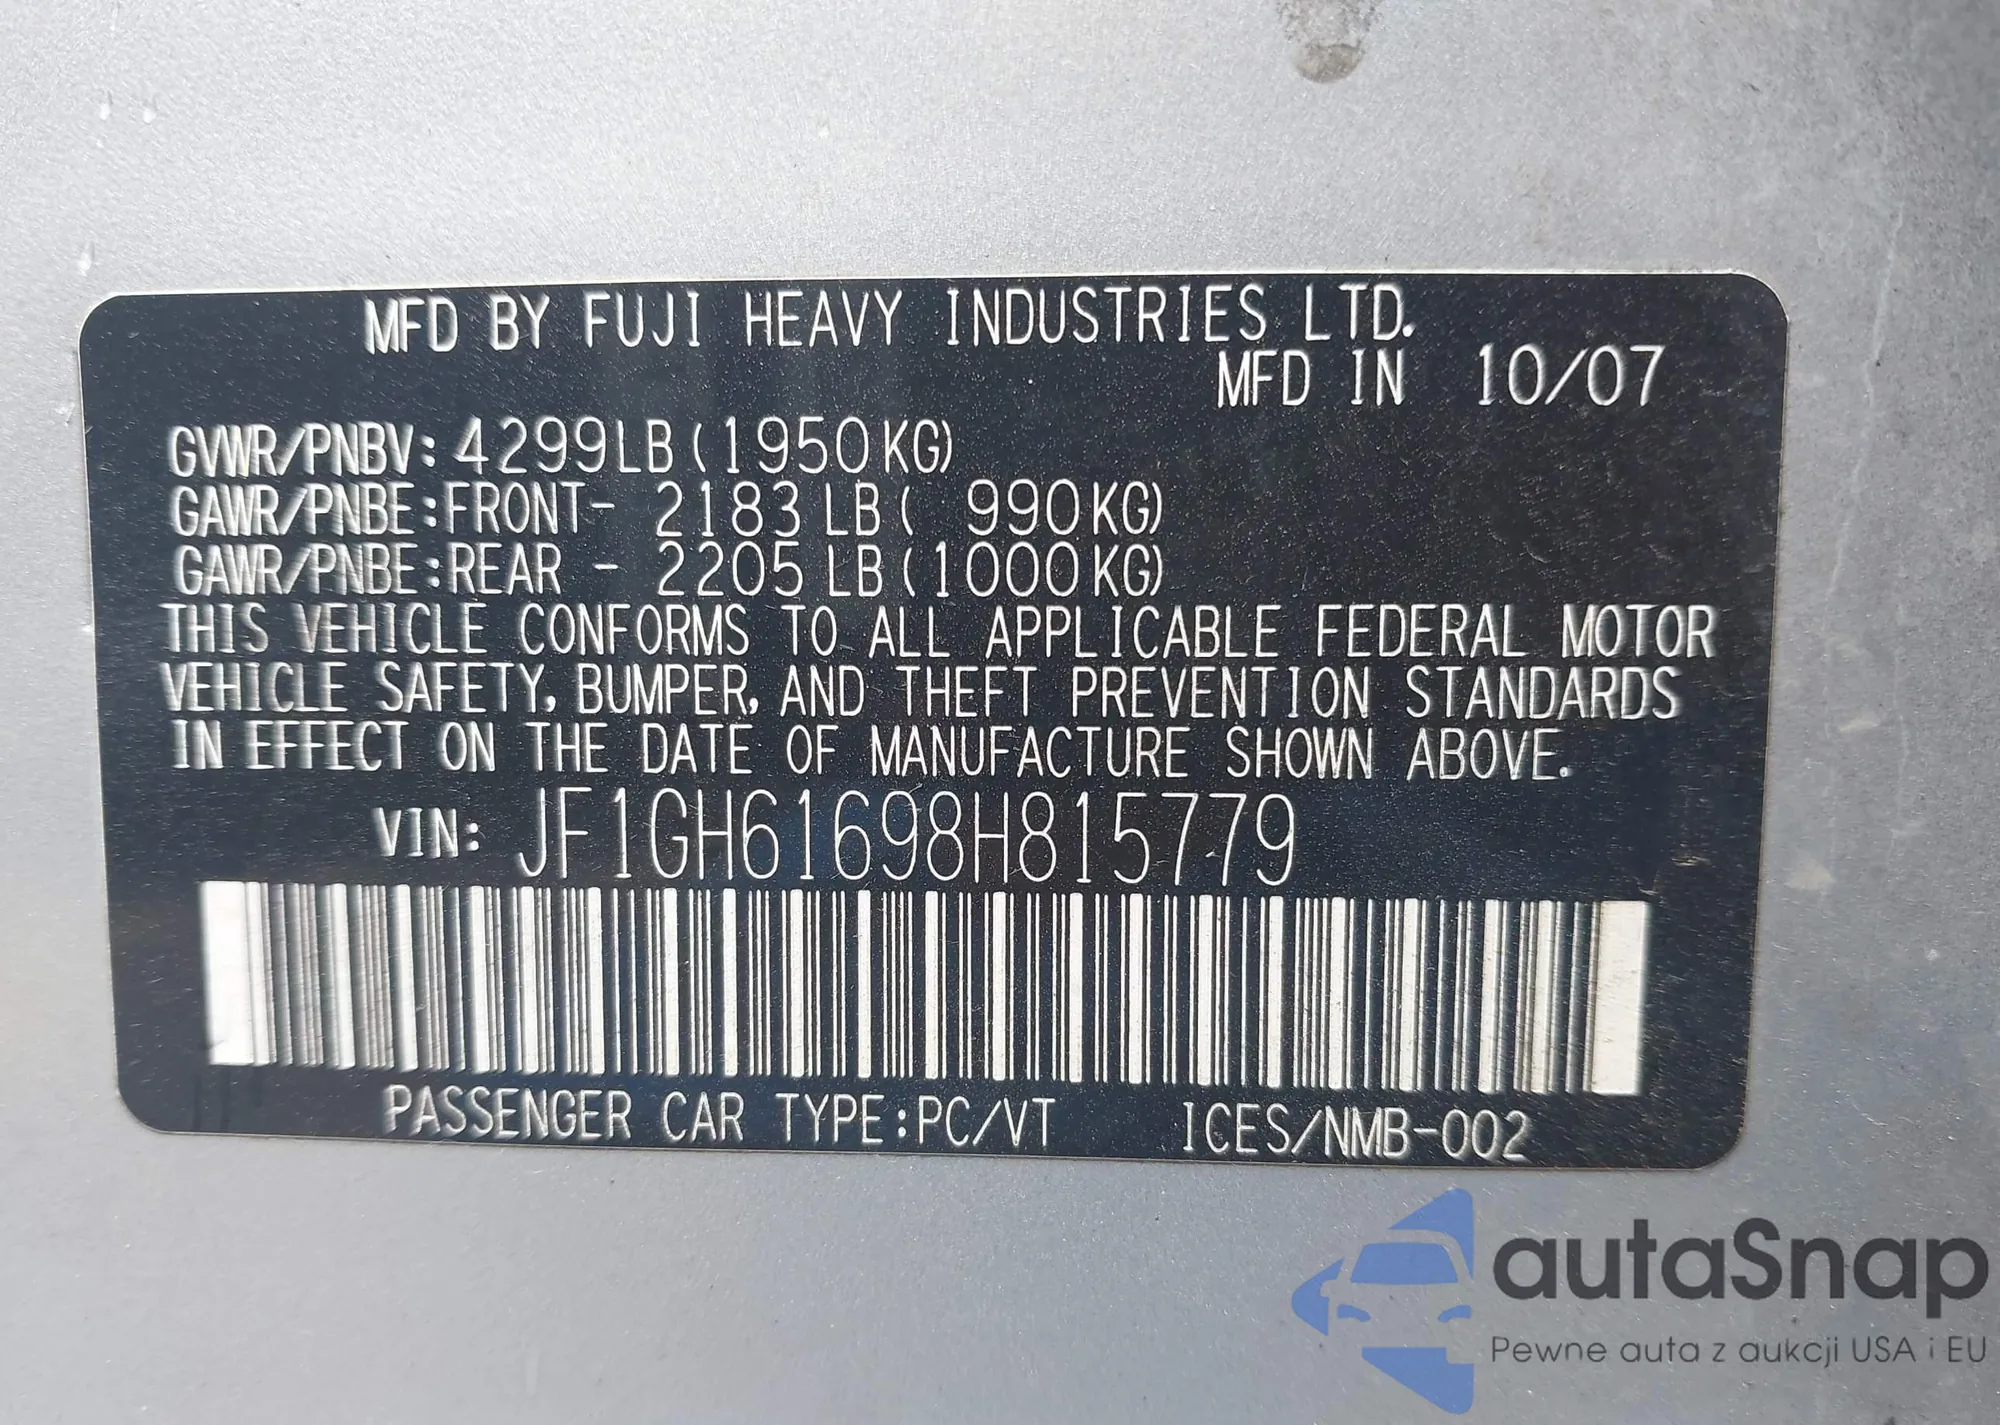 MFD BY FUJI HEAVY INDUSTRIES LTD.
MFD IN 10/07
GVWR/PNBV: 4299LB (1950KG)
GAWR/PNBE: FRONT- 2183 LB ( 990KG)
GAWR/PNBE: REAR - 2205 LB (1000KG)
THIS VEHICLE CONFORMS TO ALL APPLICABLE FEDERAL MOTOR
VEHICLE SAFETY, BUMPER, AND THEFT PREVENTION STANDARDS
IN EFFECT ON THE DATE OF MANUFACTURE SHOWN ABOVE.
VIN: JF1GH61698H815779
PASSENGER CAR TYPE: PC/VT ICES/NMB-002
autaSnap
Pewne auta z aukcji USA i EU